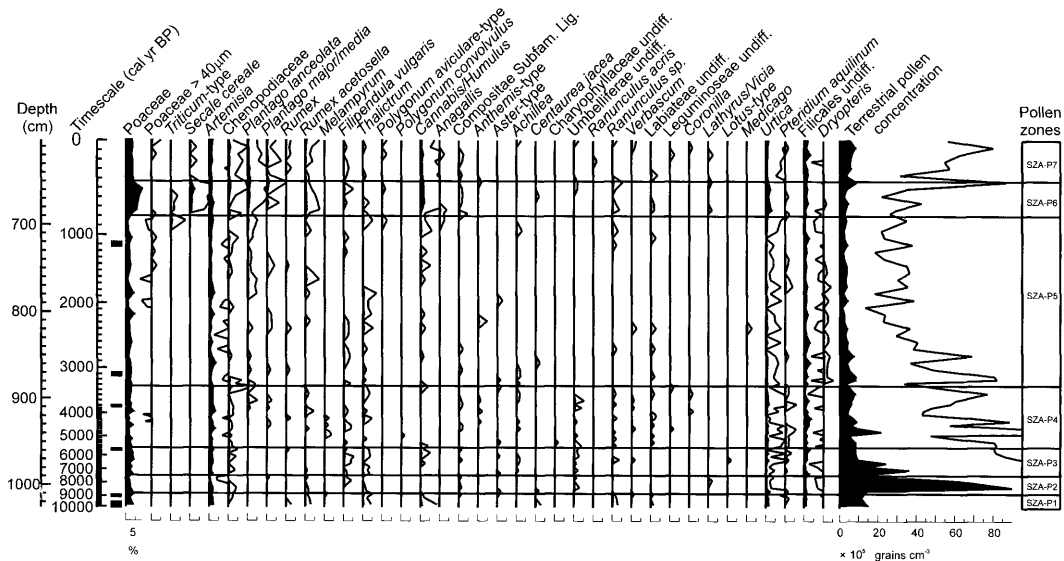 Depth (cm)
Timescale (cal yr BP)
Poaceae
Poaceae > 40μm
Triticum-type
Secale cereale
Artemisia
Chenopodiaceae
Plantago lanceolata
Plantago major/media
Rumex
Rumex acetosella
Melampyrum
Filipendula vulgaris
Thalictrum
Polygonum aviculare-type
Polygonum convolvulus
Cannabis/Humulus
Anagallis
Compositae Subfam. Lig.
Anthemis-type
Aster-type
Achillea
Centaurea jacea
Charyophyllaceae undiff.
Umbelliferae undiff.
Ranunculus acris
Ranunculus sp.
Verbascum sp.
Labiateae undiff.
Leguminoseae undiff.
Coronilla
Lathyrus/Vicia
Lotus-type
Medicago
Urtica
Pteridium aquilinum
Filicales undiff.
Dryopteris
Terrestrial pollen
concentration
Pollen
zones
0
SZA-P7
SZA-P6
700
1000
SZA-P5
2000
800
3000
900
4000
SZA-P4
5000
6000
SZA-P3
7000
8000
1000
SZA-P2
9000
SZA-P1
10000
5
%
0 20 40 60 80
× 10⁵ grains cm⁻³